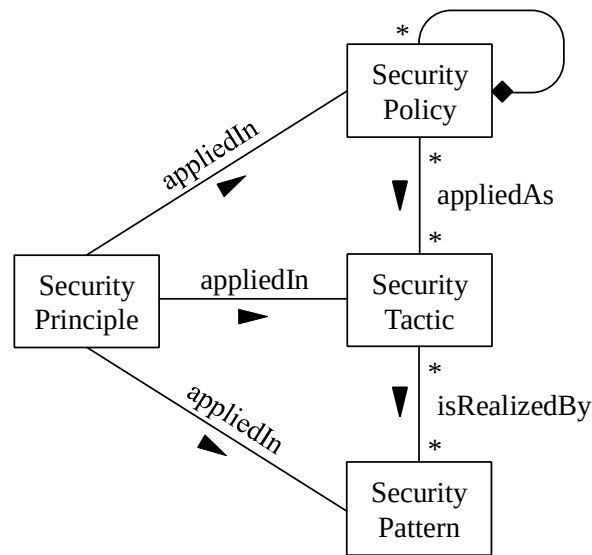 *
Security
Policy
appliedIn
*
appliedAs
*
Security
Principle
appliedIn
Security
Tactic
*
isRealizedBy
appliedIn
*
Security
Pattern